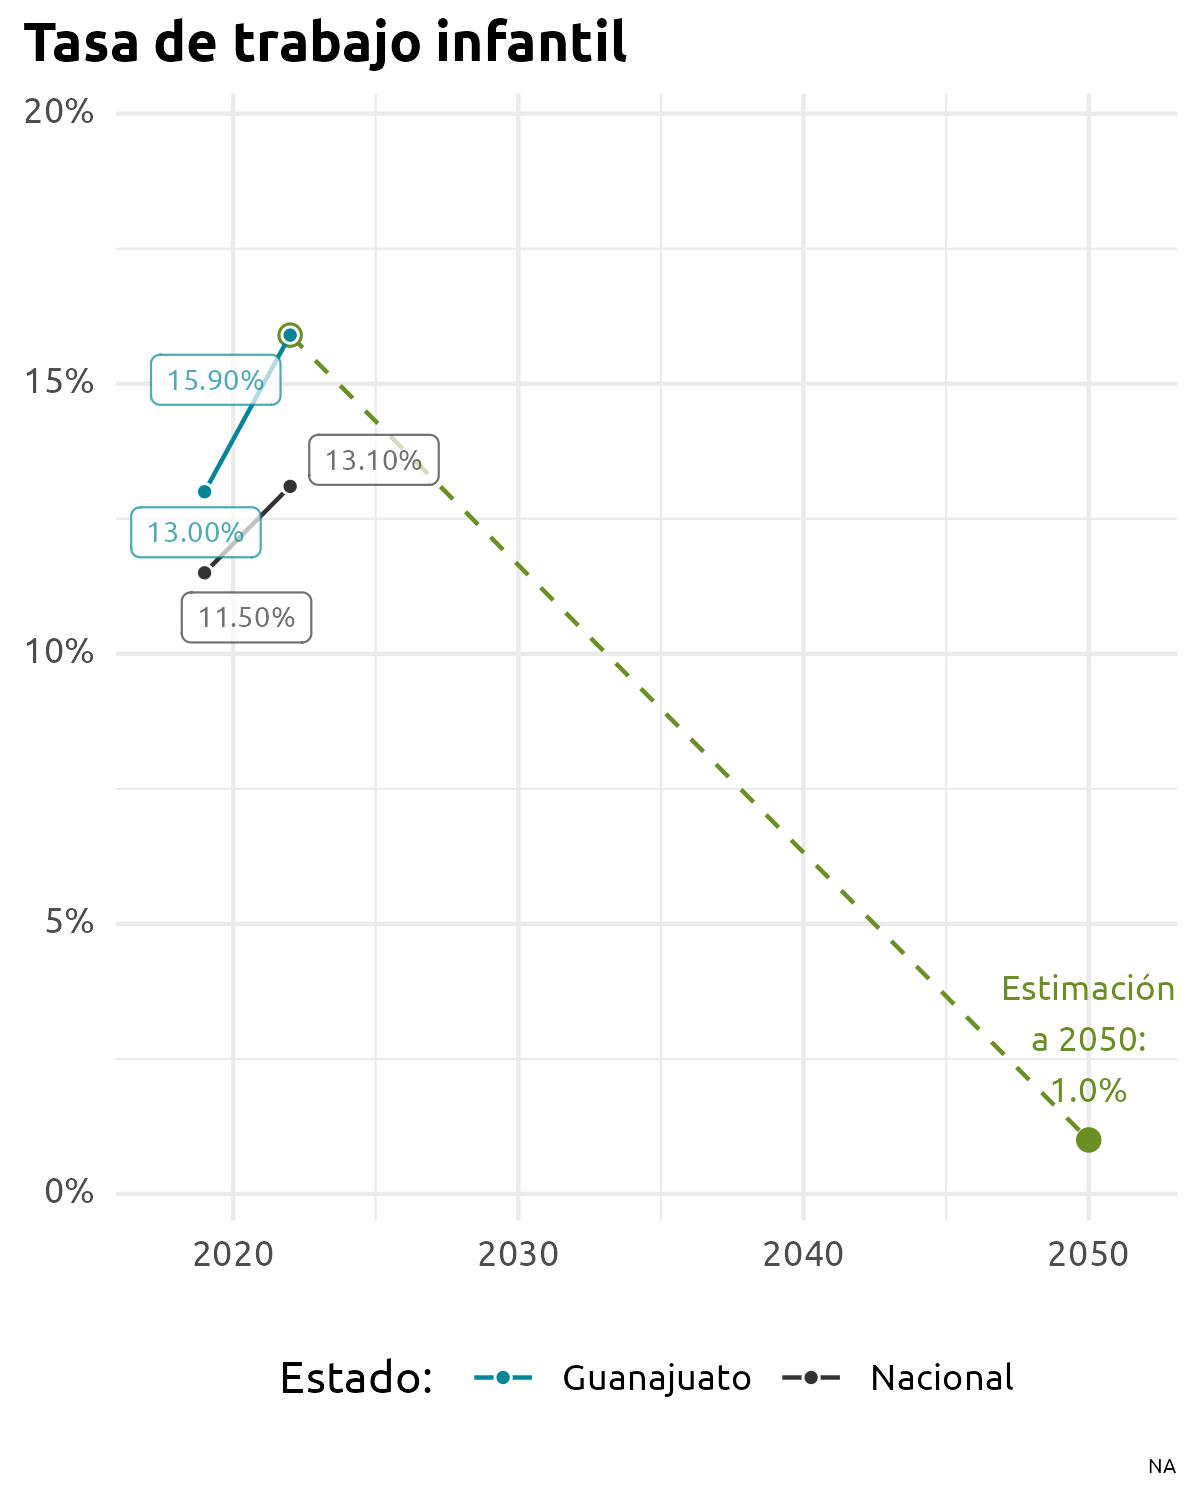 Tasa de trabajo infantil
20%
15%
10%
5%
0%
15.90%
13.10%
13.00%
11.50%
Estimación
a 2050:
1.0%
2020 2030 2040 2050
Estado: Guanajuato Nacional
NA